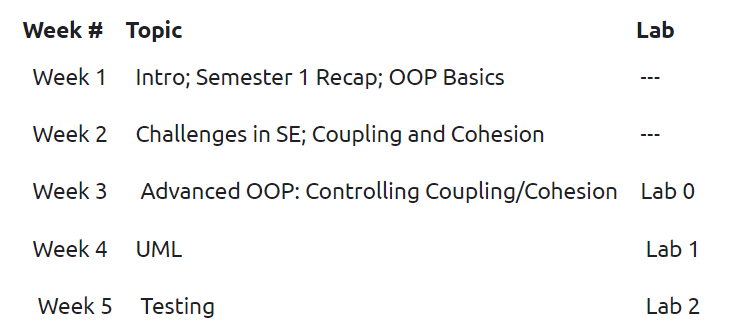 Week # Topic Lab
Week 1 Intro; Semester 1 Recap; OOP Basics ---
Week 2 Challenges in SE; Coupling and Cohesion ---
Week 3 Advanced OOP: Controlling Coupling/Cohesion Lab 0
Week 4 UML Lab 1
Week 5 Testing Lab 2